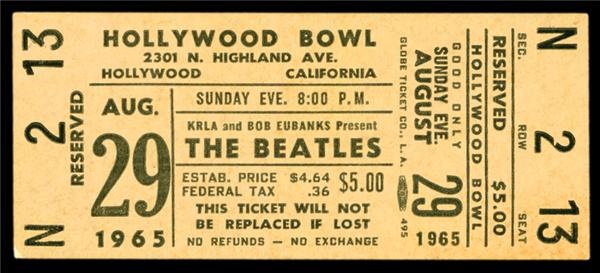 13
2
RESERVED
N
HOLLYWOOD BOWL
2301 N. HIGHLAND AVE.
HOLLYWOOD CALIFORNIA
AUG.
29
1965
SUNDAY EVE. 8:00 P.M.
KRLA and BOB EUBANKS Present
THE BEATLES
ESTAB. PRICE $4.64
FEDERAL TAX .36
$5.00
THIS TICKET WILL NOT
BE REPLACED IF LOST
NO REFUNDS – NO EXCHANGE
GLOBE TICKET CO., L. A.
495
SUNDAY EVE.
AUGUST
29
1965
GOOD ONLY
HOLLYWOOD BOWL
RESERVED
$5.00
SEC.
N
ROW
2
SEAT
13